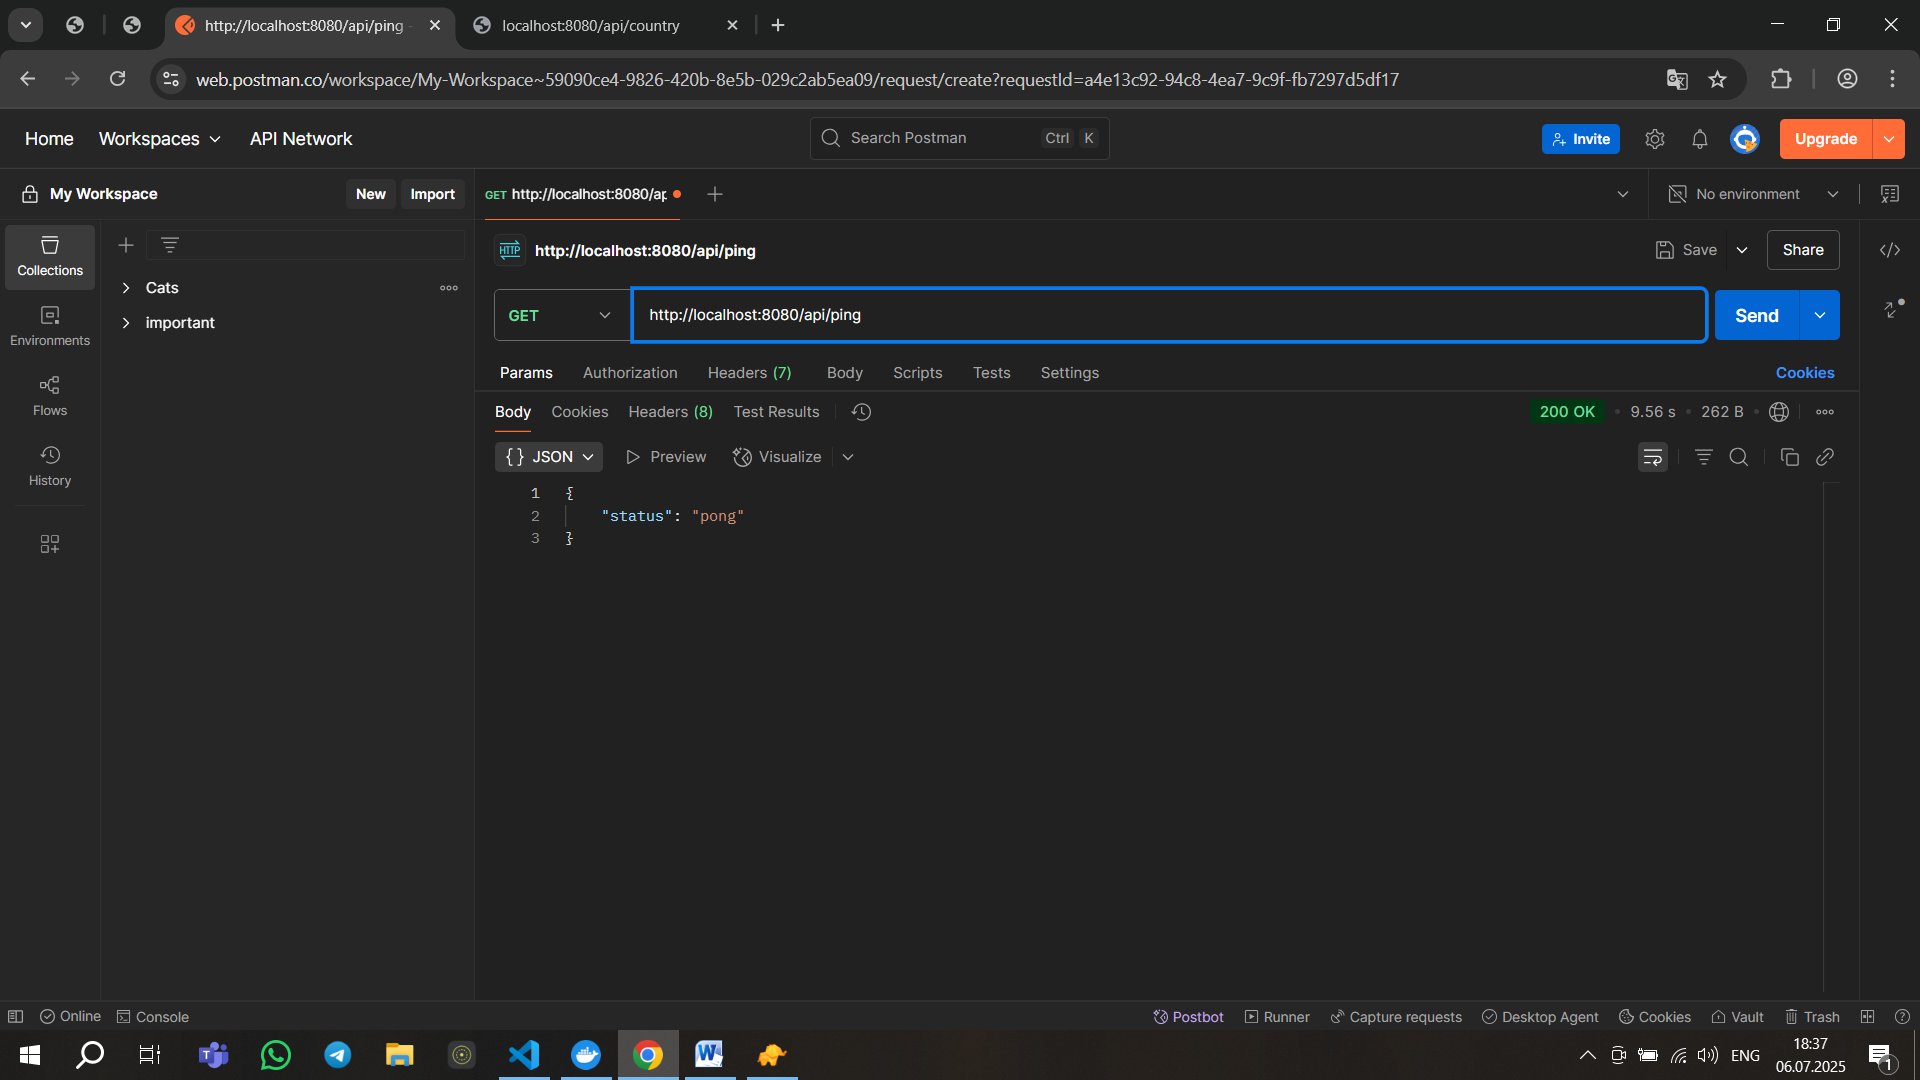 http://localhost:8080/api/ping -
localhost:8080/api/country
web.postman.co/workspace/My-Workspace~59090ce4-9826-420b-8e5b-029c2ab5ea09/request/create?requestId=a4e13c92-94c8-4ea7-9c9f-fb7297d5df17
Home Workspaces API Network
Search Postman Ctrl K
Invite
Upgrade
My Workspace New Import
GET http://localhost:8080/ap
No environment
Collections
Environments
Flows
History
Cats
important
HTTP http://localhost:8080/api/ping
Save Share
GET http://localhost:8080/api/ping Send
Params Authorization Headers (7) Body Scripts Tests Settings Cookies
Body Cookies Headers (8) Test Results
200 OK • 9.56 s • 262 B
{} JSON Preview Visualize
1 {
2 "status": "pong"
3 }
Online Console
Postbot Runner Capture requests Desktop Agent Cookies Vault Trash
ENG
18:37
06.07.2025
1